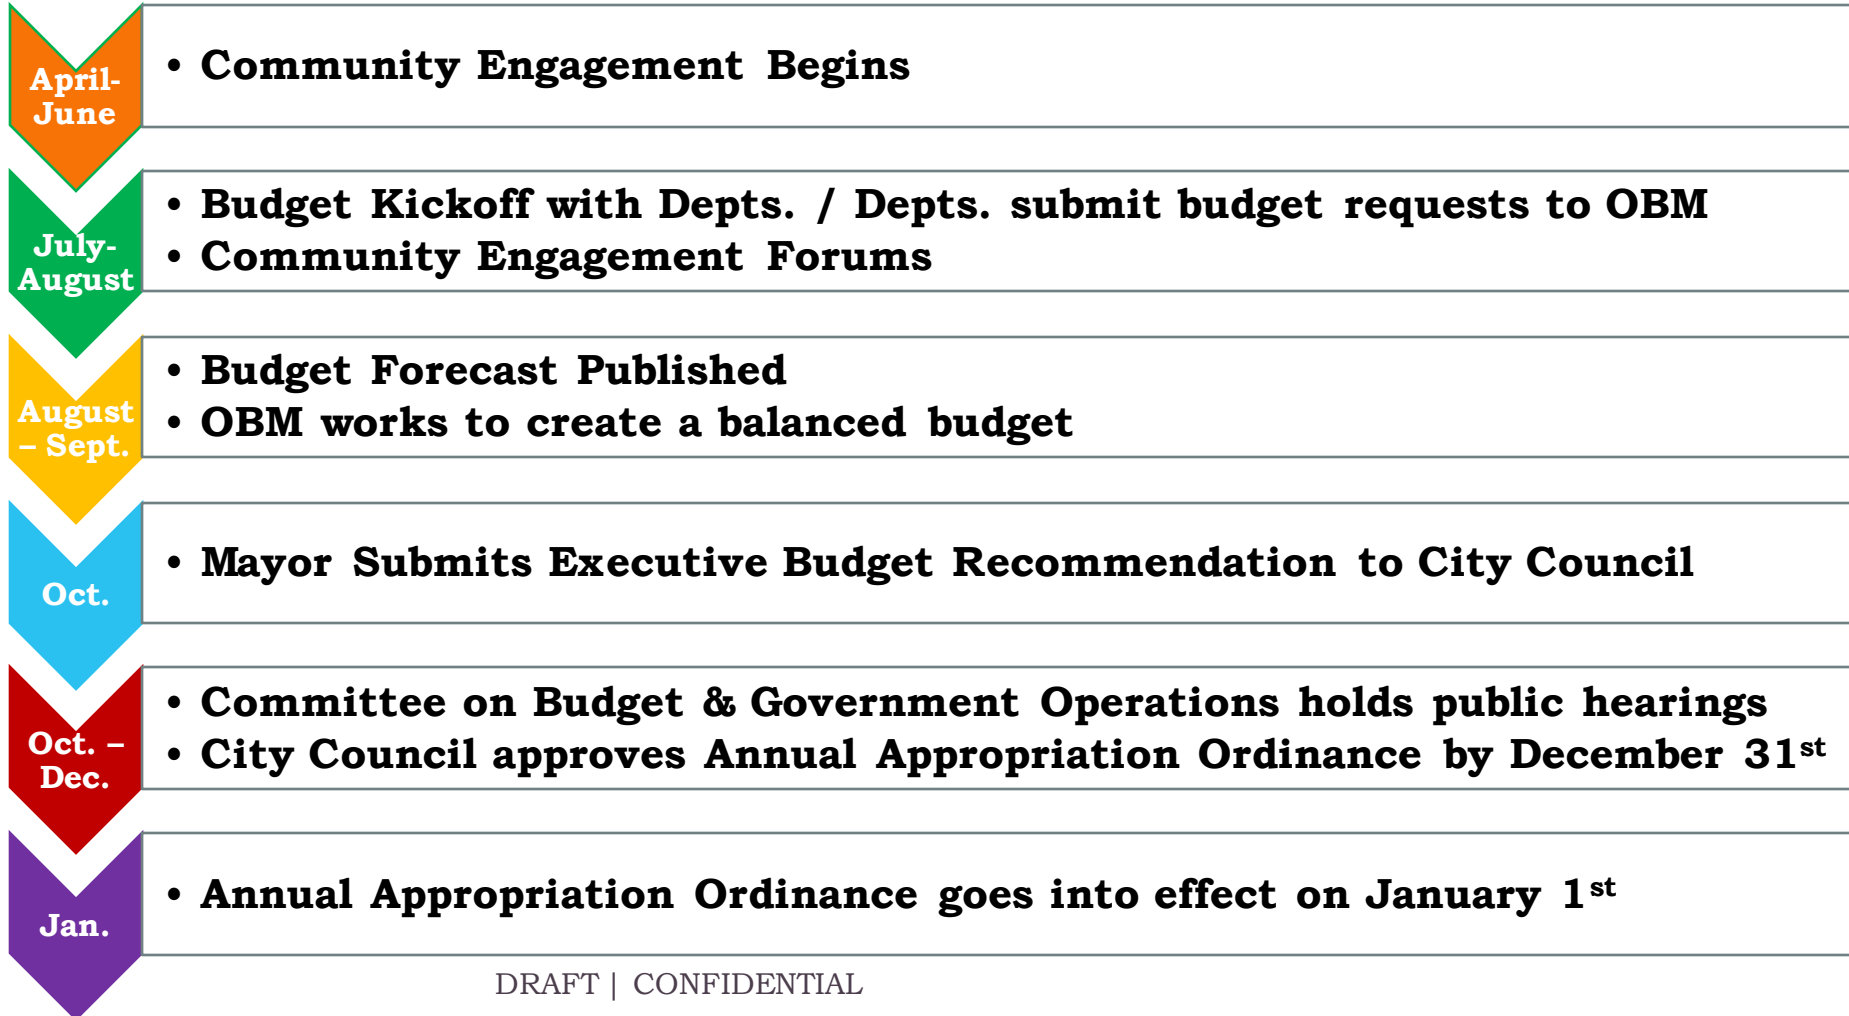 April-
June
• Community Engagement Begins
July-
August
• Budget Kickoff with Depts. / Depts. submit budget requests to OBM
• Community Engagement Forums
August
– Sept.
• Budget Forecast Published
• OBM works to create a balanced budget
Oct.
• Mayor Submits Executive Budget Recommendation to City Council
Oct. –
Dec.
• Committee on Budget & Government Operations holds public hearings
• City Council approves Annual Appropriation Ordinance by December 31st
Jan.
• Annual Appropriation Ordinance goes into effect on January 1st
DRAFT | CONFIDENTIAL